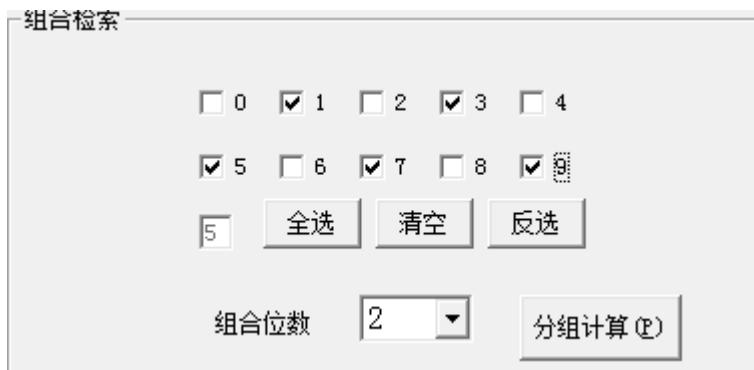 组合检索
0 1 2 3 4
5 6 7 8 9
5 全选 清空 反选
组合位数 2 分组计算(P)